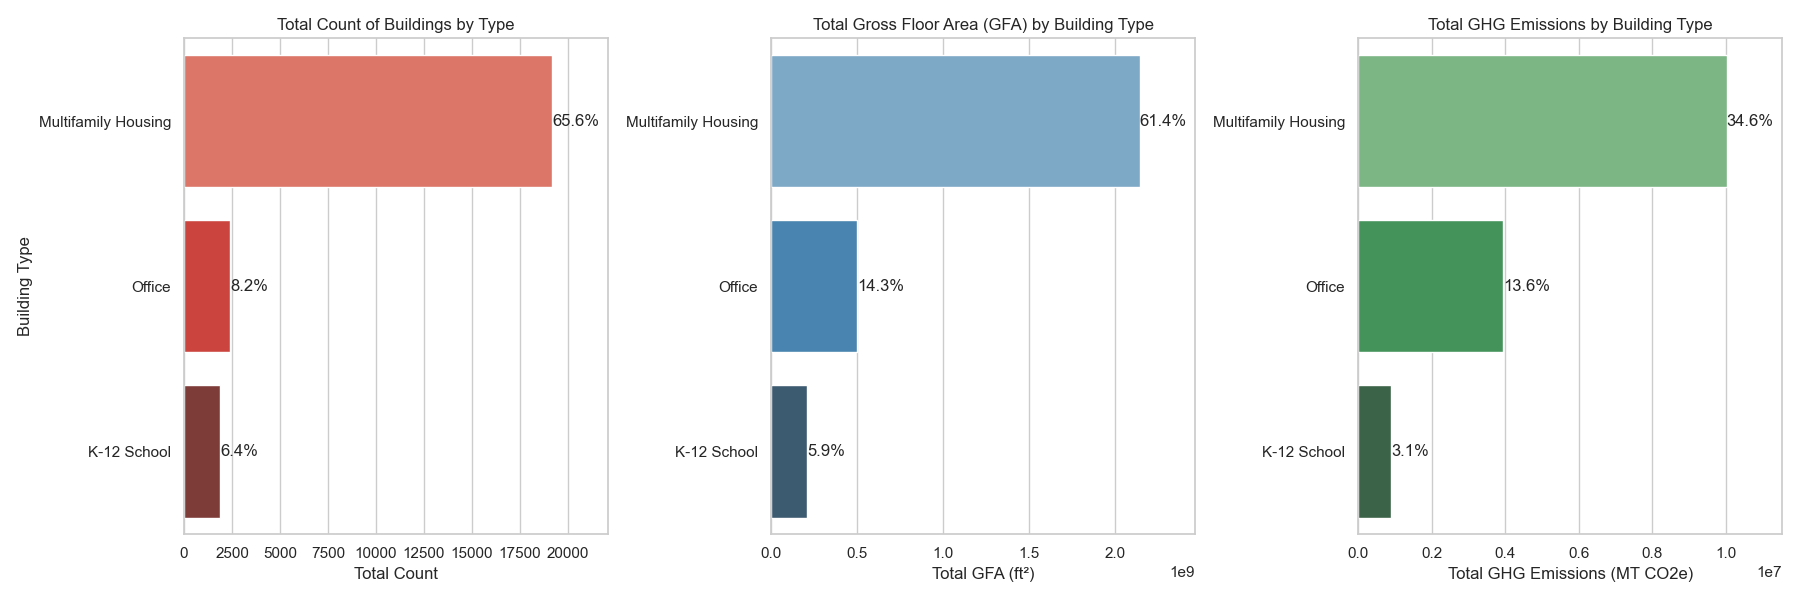 Total Count of Buildings by Type
Building Type
Multifamily Housing
65.6%
Office
8.2%
K-12 School
6.4%
0 2500 5000 7500 10000 12500 15000 17500 20000
Total Count
Total Gross Floor Area (GFA) by Building Type
Multifamily Housing
61.4%
Office
14.3%
K-12 School
5.9%
0.0 0.5 1.0 1.5 2.0
1e9
Total GFA (ft²)
Total GHG Emissions by Building Type
Multifamily Housing
34.6%
Office
13.6%
K-12 School
3.1%
0.0 0.2 0.4 0.6 0.8 1.0
1e7
Total GHG Emissions (MT CO2e)